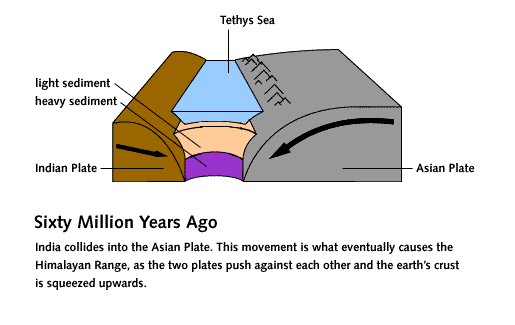 Tethys Sea
light sediment
heavy sediment
Indian Plate
Asian Plate
Sixty Million Years Ago
India collides into the Asian Plate. This movement is what eventually causes the
Himalayan Range, as the two plates push against each other and the earth's crust
is squeezed upwards.